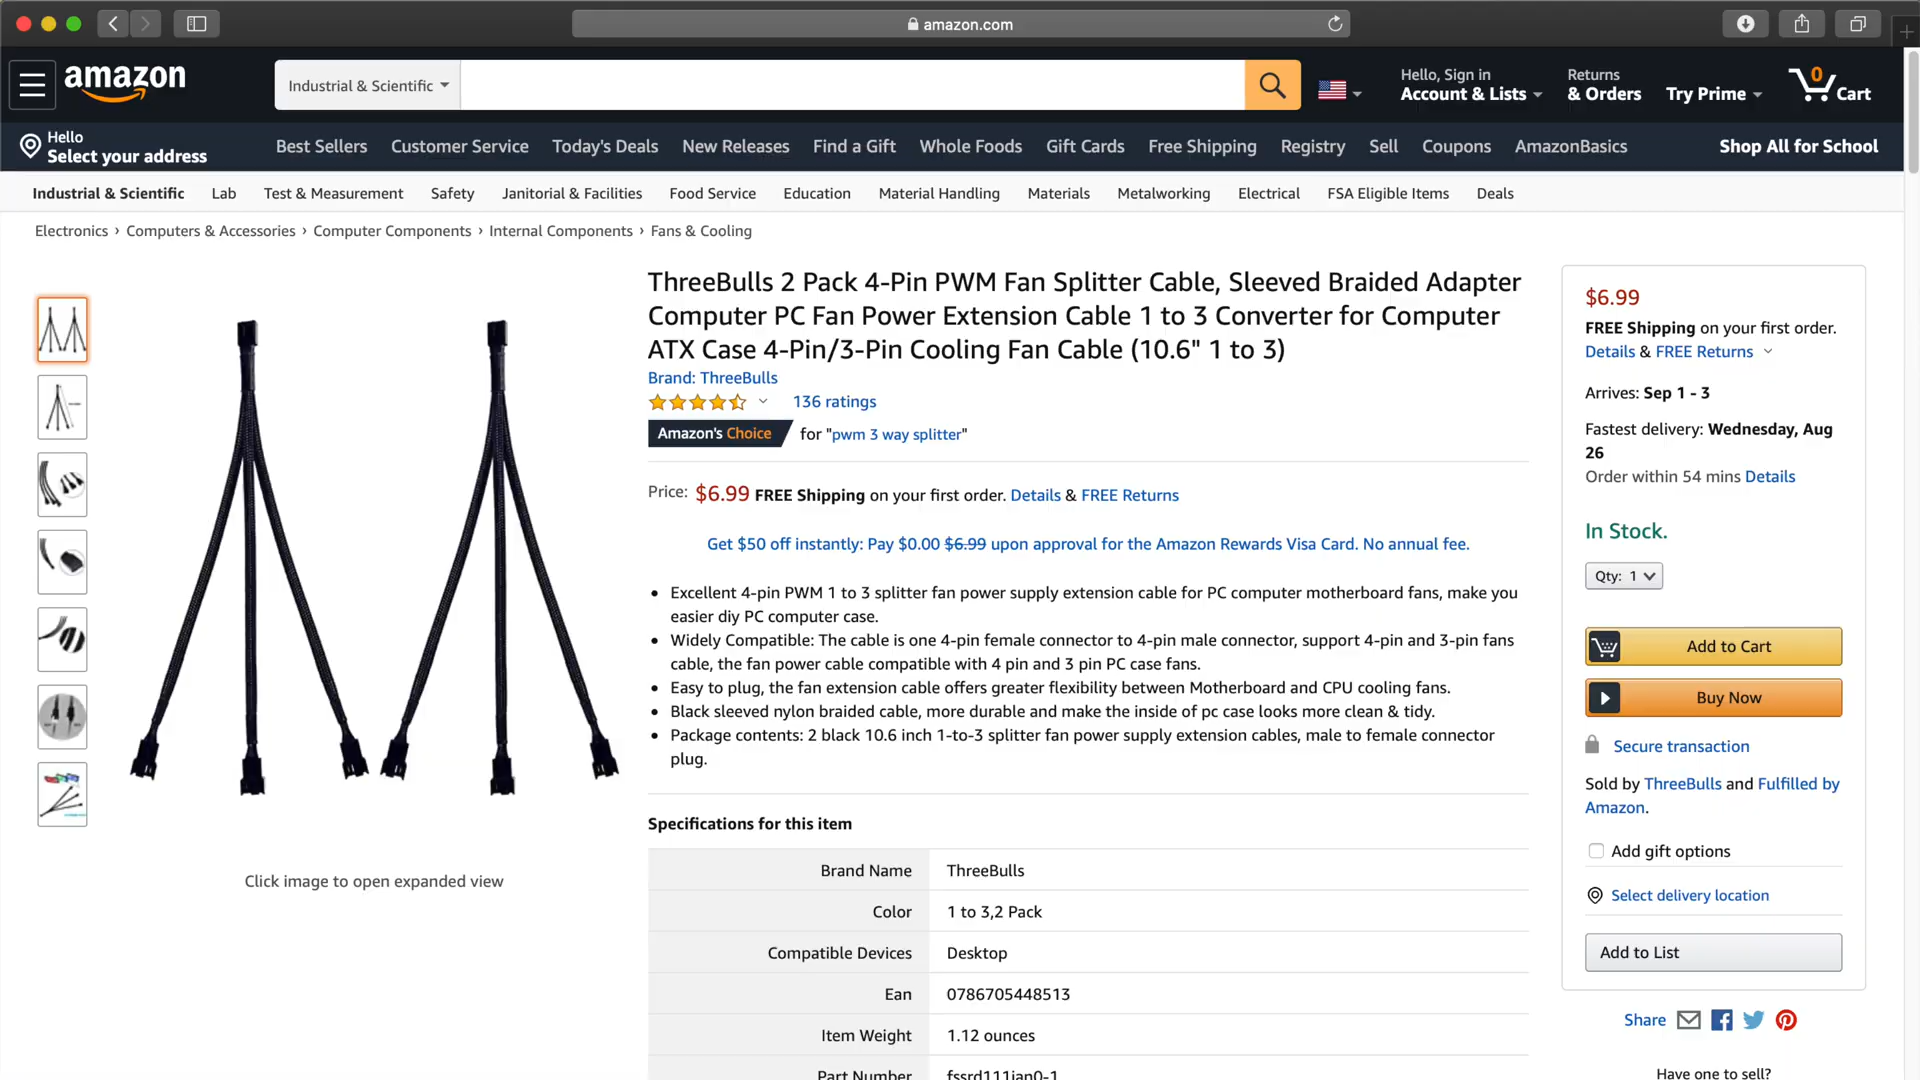 amazon.com
amazon
Industrial & Scientific
Hello, Sign in
Account & Lists
Returns
& Orders
Try Prime
0
Cart
Hello
Select your address
Best Sellers
Customer Service
Today's Deals
New Releases
Find a Gift
Whole Foods
Gift Cards
Free Shipping
Registry
Sell
Coupons
AmazonBasics
Shop All for School
Industrial & Scientific
Lab
Test & Measurement
Safety
Janitorial & Facilities
Food Service
Education
Material Handling
Materials
Metalworking
Electrical
FSA Eligible Items
Deals
Electronics › Computers & Accessories › Computer Components › Internal Components › Fans & Cooling
ThreeBulls 2 Pack 4-Pin PWM Fan Splitter Cable, Sleeved Braided Adapter
Computer PC Fan Power Extension Cable 1 to 3 Converter for Computer
ATX Case 4-Pin/3-Pin Cooling Fan Cable (10.6" 1 to 3)
Brand: ThreeBulls
136 ratings
Amazon's Choice for "pwm 3 way splitter"
Price: $6.99 FREE Shipping on your first order. Details & FREE Returns
Get $50 off instantly: Pay $0.00 $6.99 upon approval for the Amazon Rewards Visa Card. No annual fee.
• Excellent 4-pin PWM 1 to 3 splitter fan power supply extension cable for PC computer motherboard fans, make you
easier diy PC computer case.
• Widely Compatible: The cable is one 4-pin female connector to 4-pin male connector, support 4-pin and 3-pin fans
cable, the fan power cable compatible with 4 pin and 3 pin PC case fans.
• Easy to plug, the fan extension cable offers greater flexibility between Motherboard and CPU cooling fans.
• Black sleeved nylon braided cable, more durable and make the inside of pc case looks more clean & tidy.
• Package contents: 2 black 10.6 inch 1-to-3 splitter fan power supply extension cables, male to female connector
plug.
Click image to open expanded view
Specifications for this item
Brand Name ThreeBulls
Color 1 to 3,2 Pack
Compatible Devices Desktop
Ean 0786705448513
Item Weight 1.12 ounces
Part Number fssrd111jan0-1
$6.99
FREE Shipping on your first order.
Details & FREE Returns
Arrives: Sep 1 - 3
Fastest delivery: Wednesday, Aug
26
Order within 54 mins Details
In Stock.
Qty: 1
Add to Cart
Buy Now
Secure transaction
Sold by ThreeBulls and Fulfilled by
Amazon.
Add gift options
Select delivery location
Add to List
Share
Have one to sell?